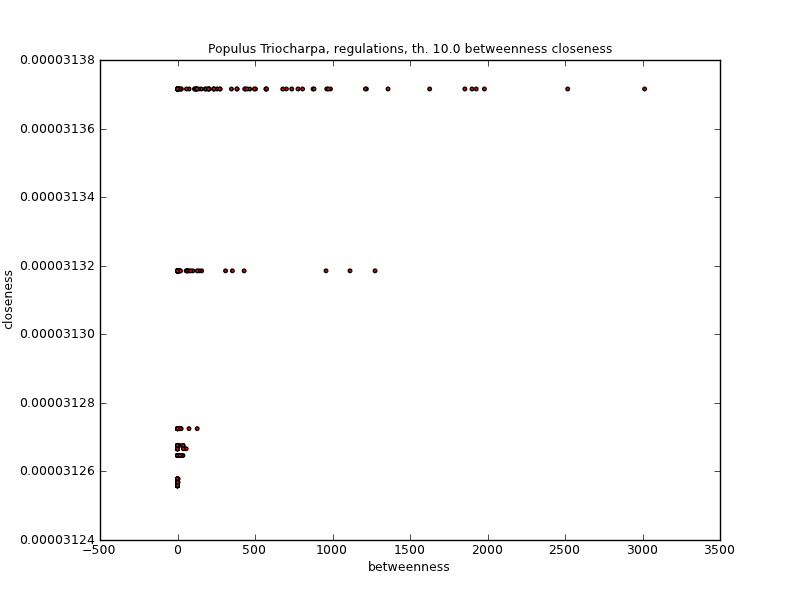 Populus Triocharpa, regulations, th. 10.0 betweenness closeness
0.00003138
0.00003136
0.00003134
0.00003132
0.00003130
0.00003128
0.00003126
0.00003124
closeness
−500 0 500 1000 1500 2000 2500 3000 3500
betweenness